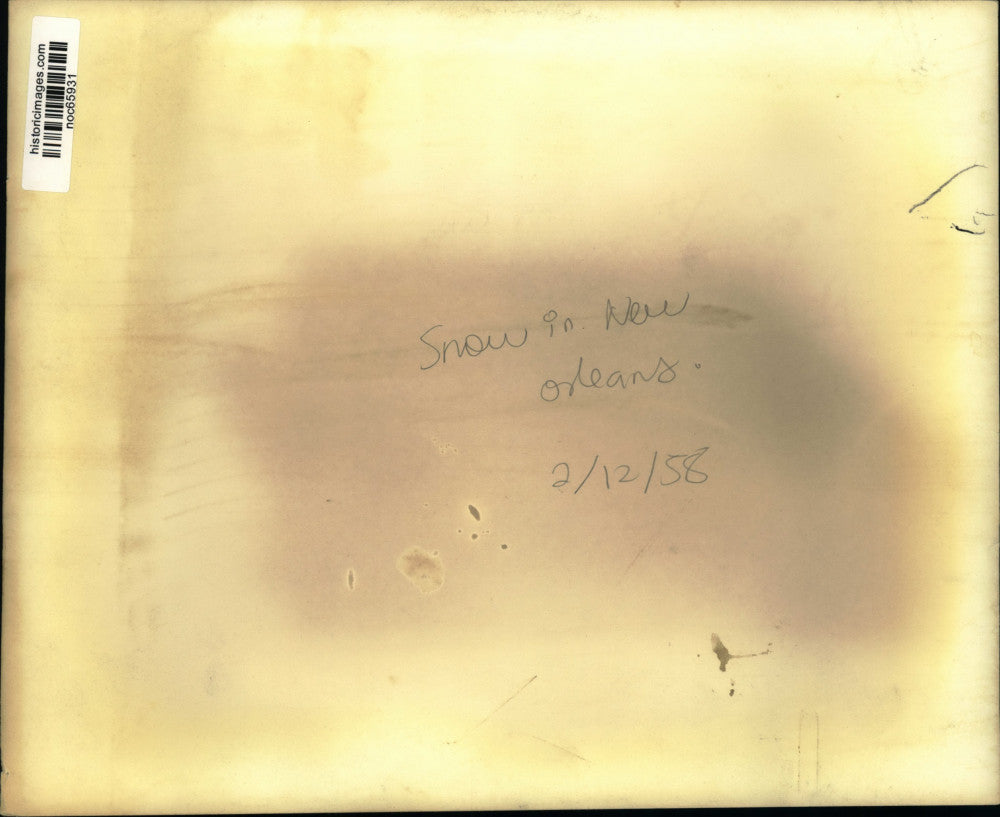 historicimages.com
noc65931
Snow in. New
orleans.
2/12/58